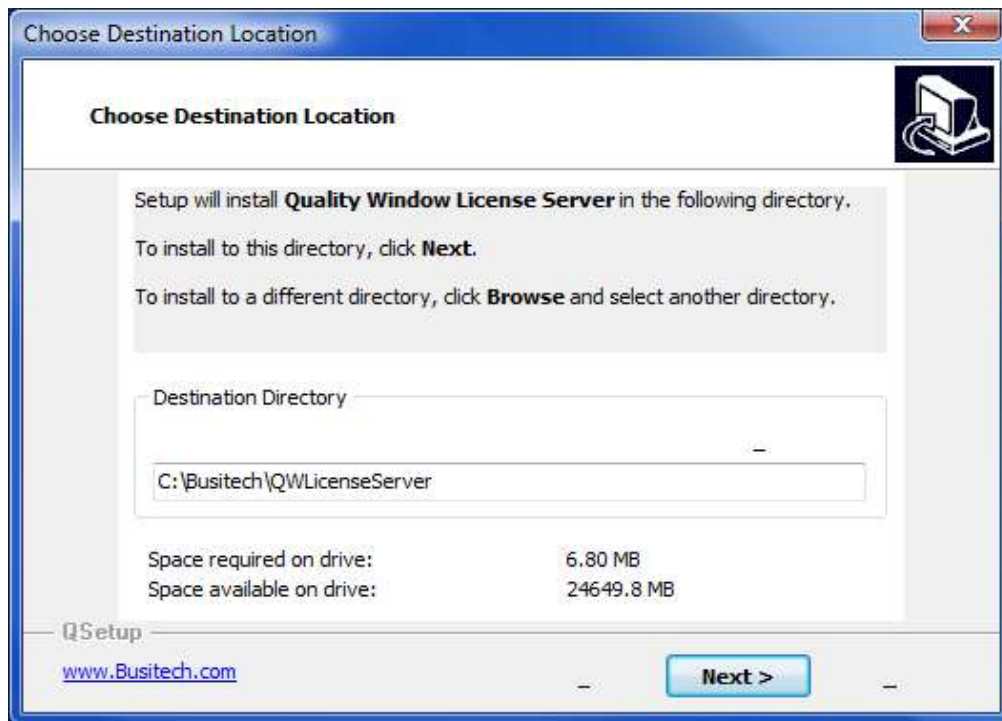 Choose Destination Location
Choose Destination Location
Setup will install Quality Window License Server in the following directory.
To install to this directory, click Next.
To install to a different directory, click Browse and select another directory.
Destination Directory
_
C:\Busitech\QWLicenseServer
Space required on drive: 6.80 MB
Space available on drive: 24649.8 MB
QSetup
www.Busitech.com _ Next > _